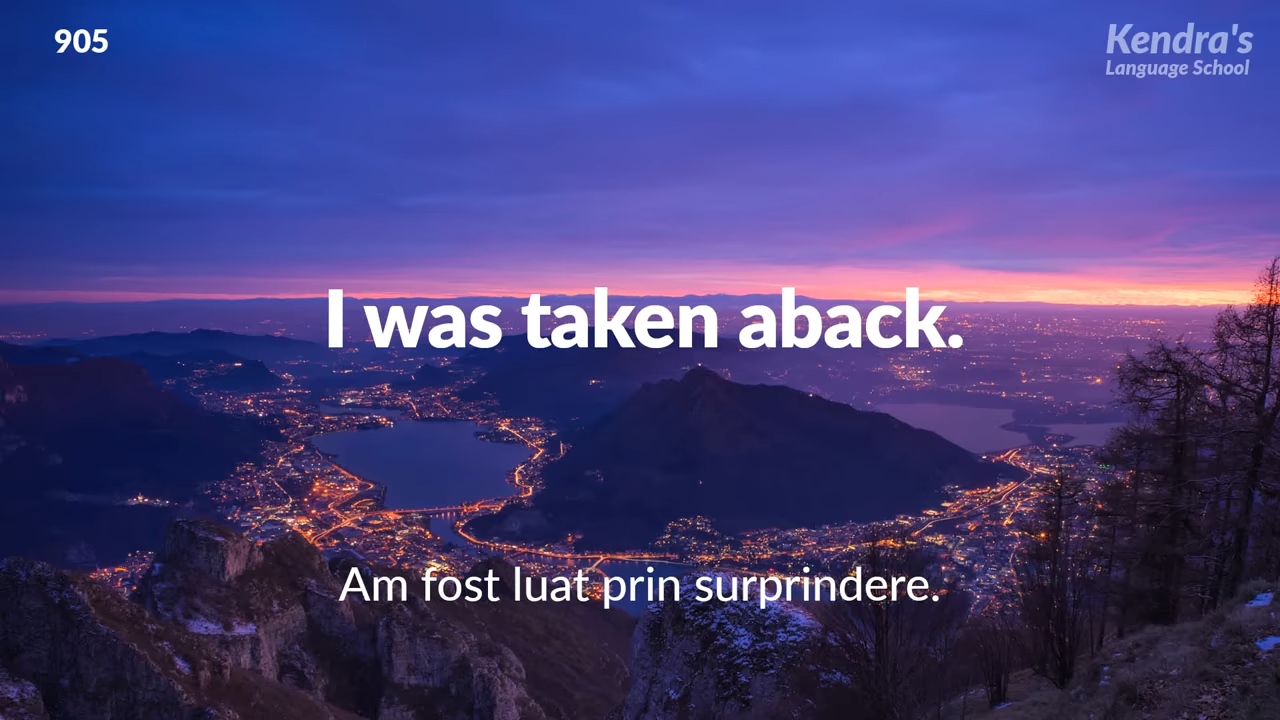 905
Kendra's
Language School
I was taken aback.
Am fost luat prin surprindere.